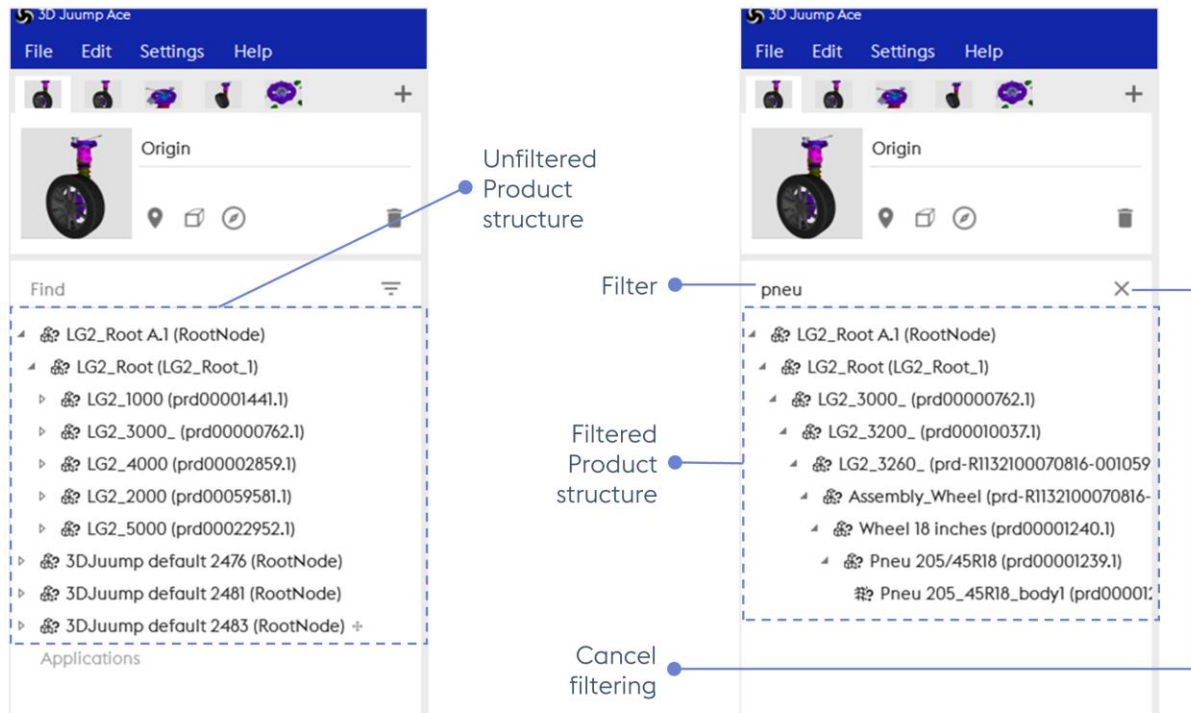 3D Juump Ace
File Edit Settings Help
Origin
Find
LG2_Root A.1 (RootNode)
LG2_Root (LG2_Root_1)
LG2_1000 (prd00001441.1)
LG2_3000_ (prd00000762.1)
LG2_4000 (prd00002859.1)
LG2_2000 (prd00059581.1)
LG2_5000 (prd00022952.1)
3DJuump default 2476 (RootNode)
3DJuump default 2481 (RootNode)
3DJuump default 2483 (RootNode)
Applications
Unfiltered
Product
structure
Filter
Filtered
Product
structure
Cancel
filtering
3D Juump Ace
File Edit Settings Help
Origin
pneu
LG2_Root A.1 (RootNode)
LG2_Root (LG2_Root_1)
LG2_3000_ (prd00000762.1)
LG2_3200_ (prd00010037.1)
LG2_3260_ (prd-R1132100070816-001059
Assembly_Wheel (prd-R1132100070816-
Wheel 18 inches (prd00001240.1)
Pneu 205/45R18 (prd00001239.1)
Pneu 205_45R18_body1 (prd000012